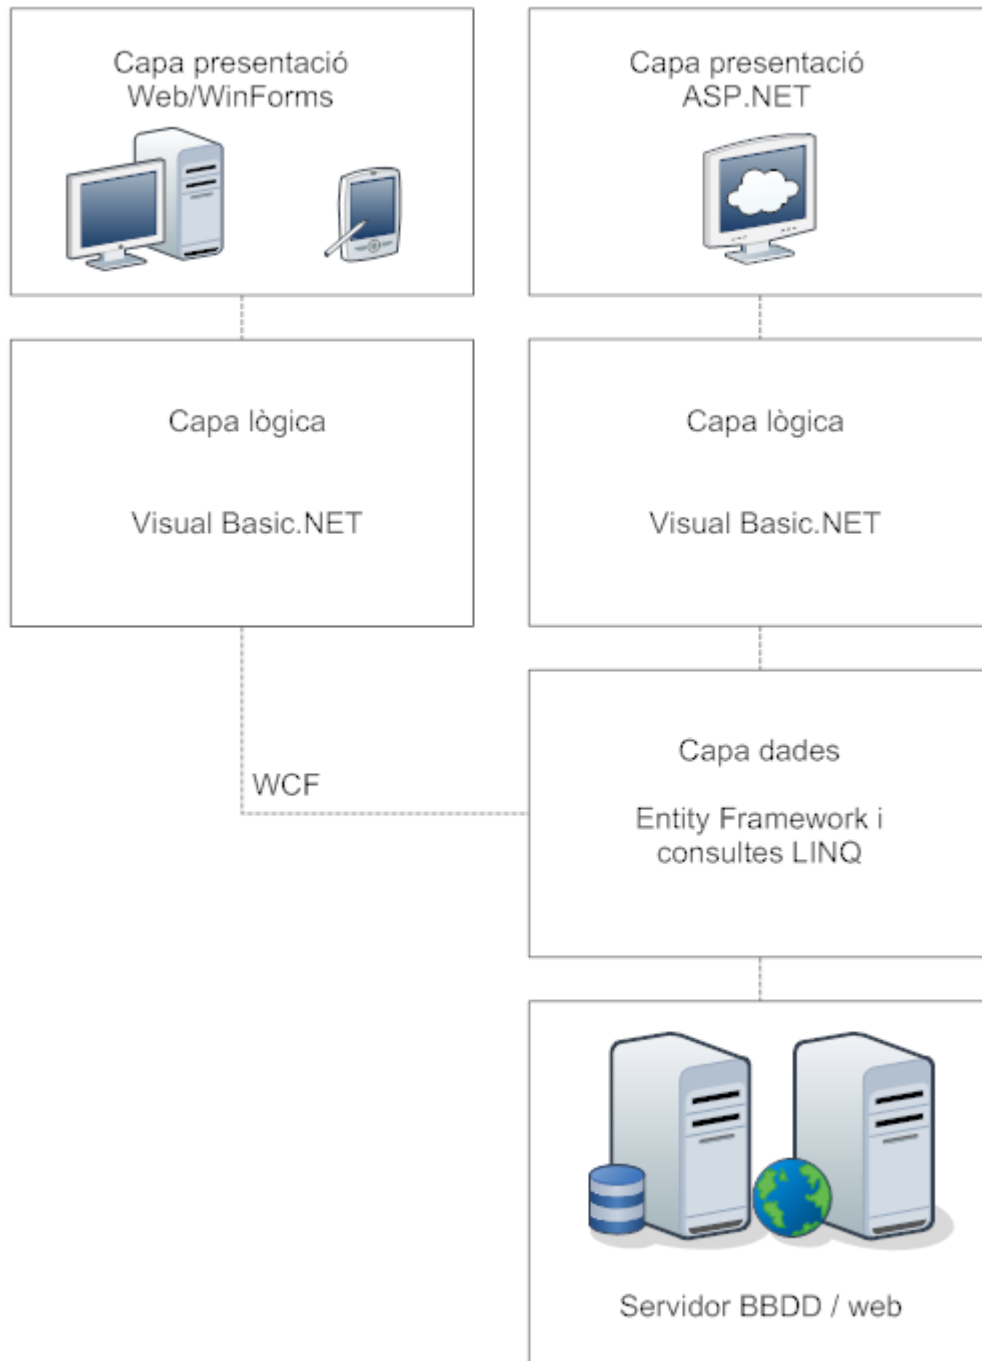 Capa presentació
Web/WinForms
Capa presentació
ASP.NET
Capa lògica
Visual Basic.NET
Capa lògica
Visual Basic.NET
WCF
Capa dades
Entity Framework i
consultes LINQ
Servidor BBDD / web